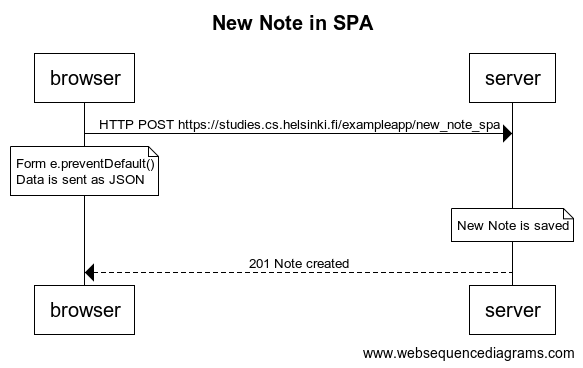 New Note in SPA
browser
server
HTTP POST https://studies.cs.helsinki.fi/exampleapp/new_note_spa
Form e.preventDefault()
Data is sent as JSON
New Note is saved
201 Note created
browser
server
www.websequencediagrams.com